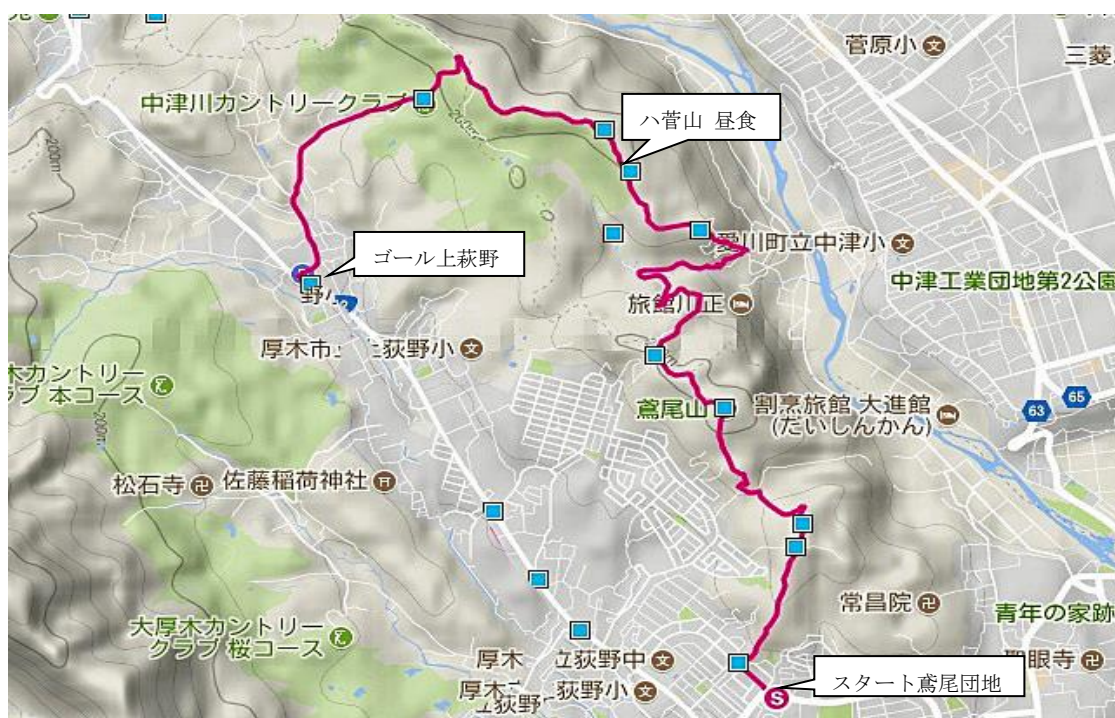 菅原小
三菱
中津川カントリークラブ
200m
八菅山 昼食
200m
愛川町立中津小
ゴール上萩野
中津工業団地第2公園
旅館川正
荻野小
木カントリー
ラブ 本コース
鳶尾山
割烹旅館 大進館
(たいしんかん)
63
65
200m
松石寺
佐藤稲荷神社
常昌院
青年の家跡
大厚木カントリー
クラブ 桜コース
厚木
立荻野中
聖眼寺
厚木
荻野小
スタート鳶尾団地
S